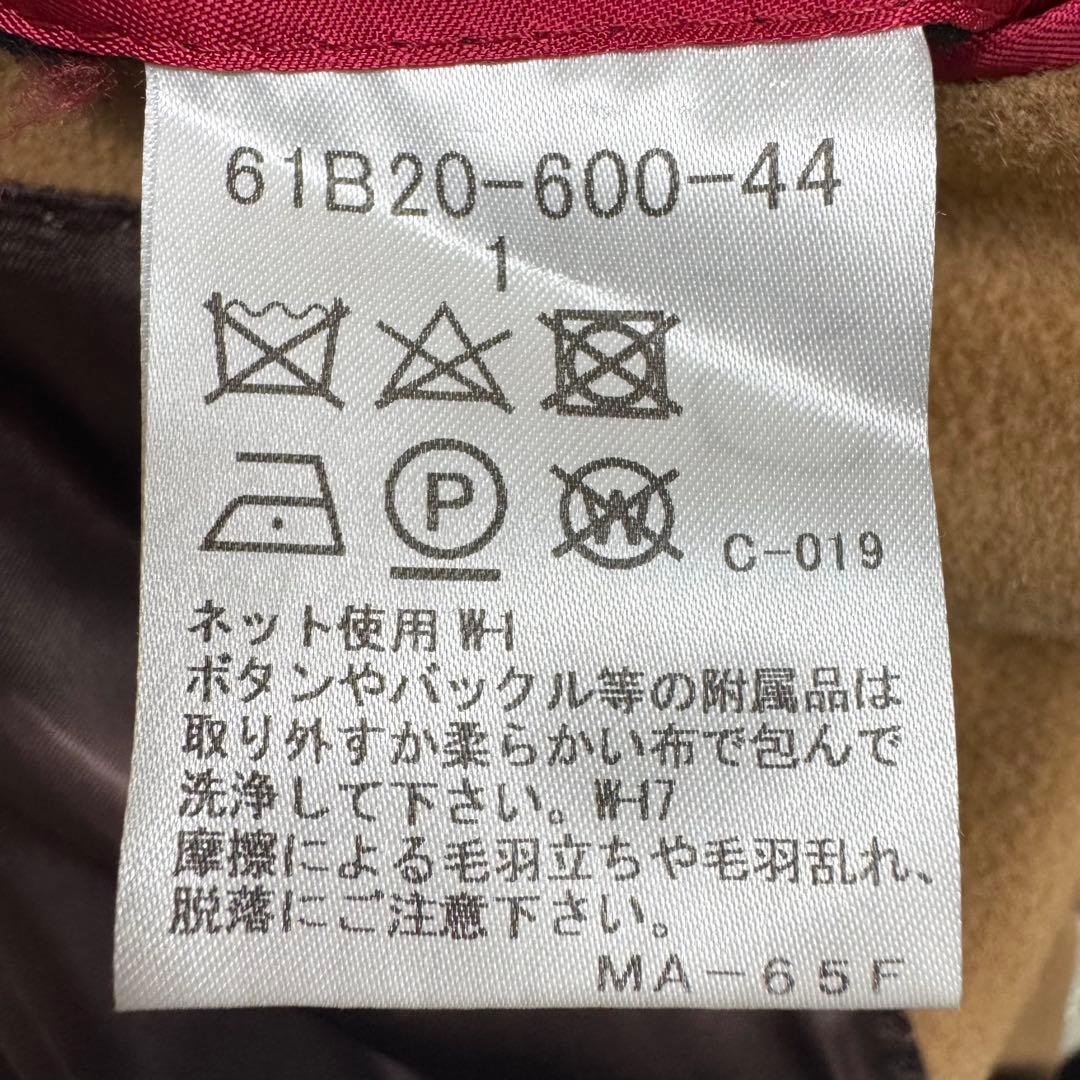 61B20-600-44
1
P
W
C-019
ネット使用 W-1
ボタンやバックル等の附属品は
取り外すか柔らかい布で包んで
洗浄して下さい。W-17
摩擦による毛羽立ちや毛羽乱れ、
脱落にご注意下さい。
MA-65F